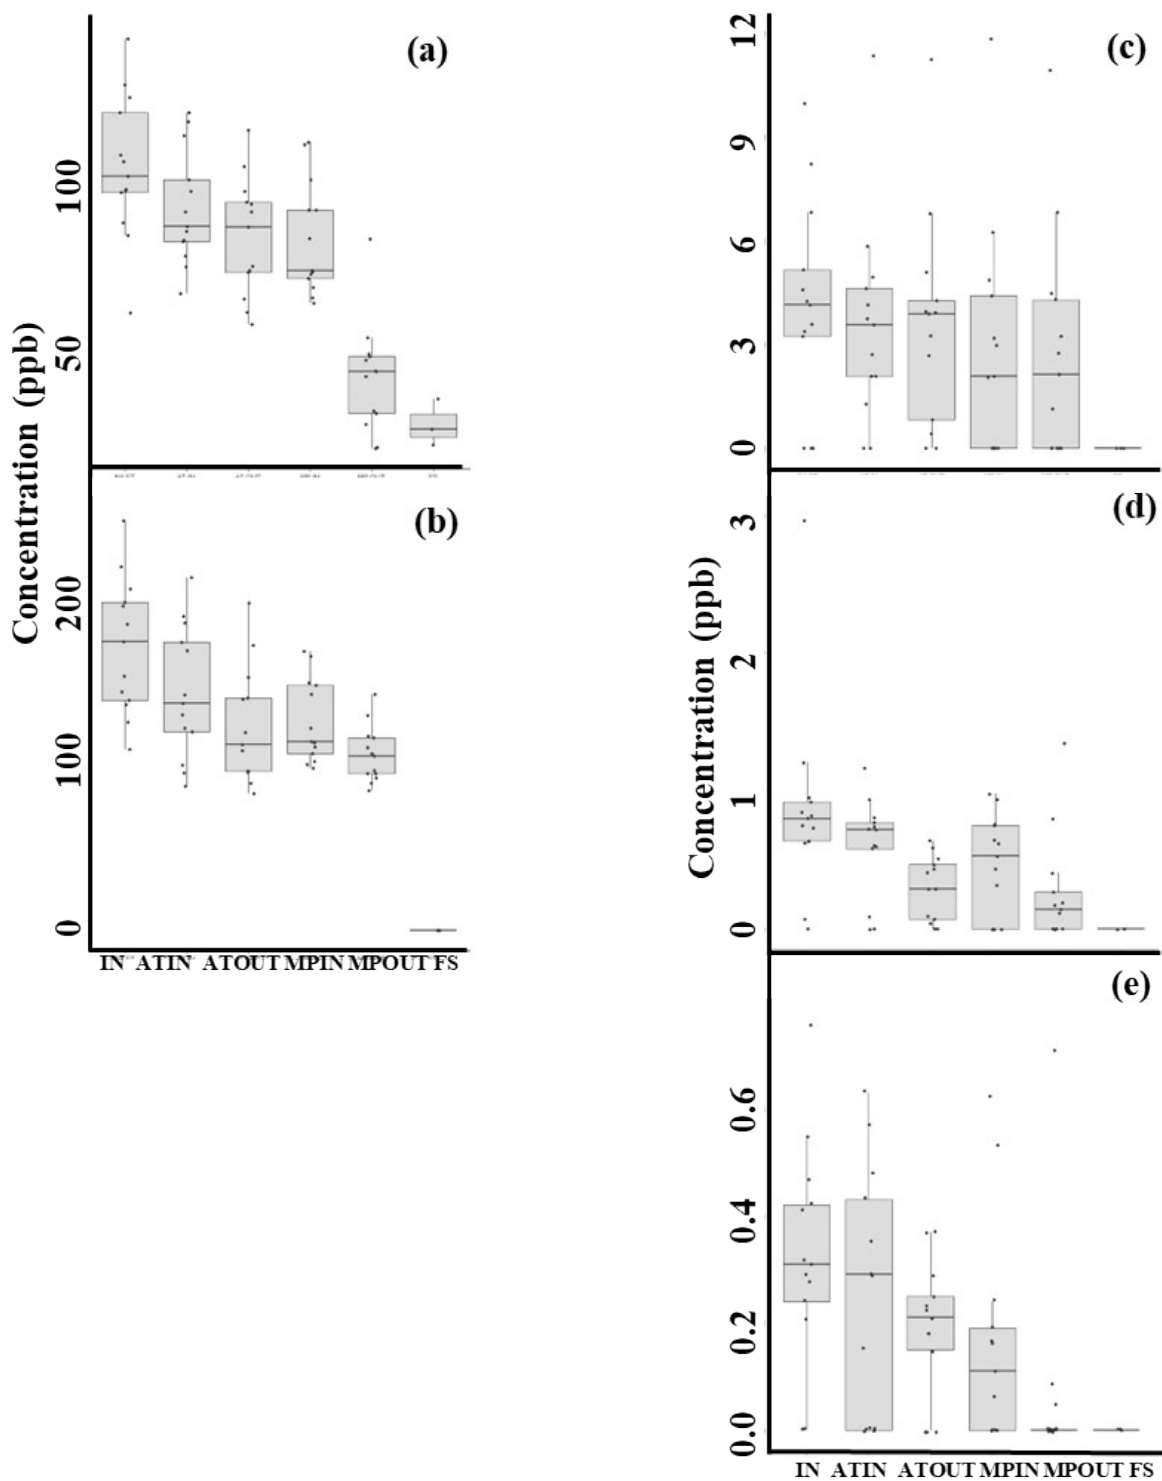 (a)
100
50
Concentration (ppb)
(b)
200
100
0
IN ATIN ATOUT MPIN MPOUT FS
(c)
12
9
6
3
0
(d)
3
2
1
0
Concentration (ppb)
(e)
0.6
0.4
0.2
0.0
IN ATIN ATOUT MPIN MPOUT FS